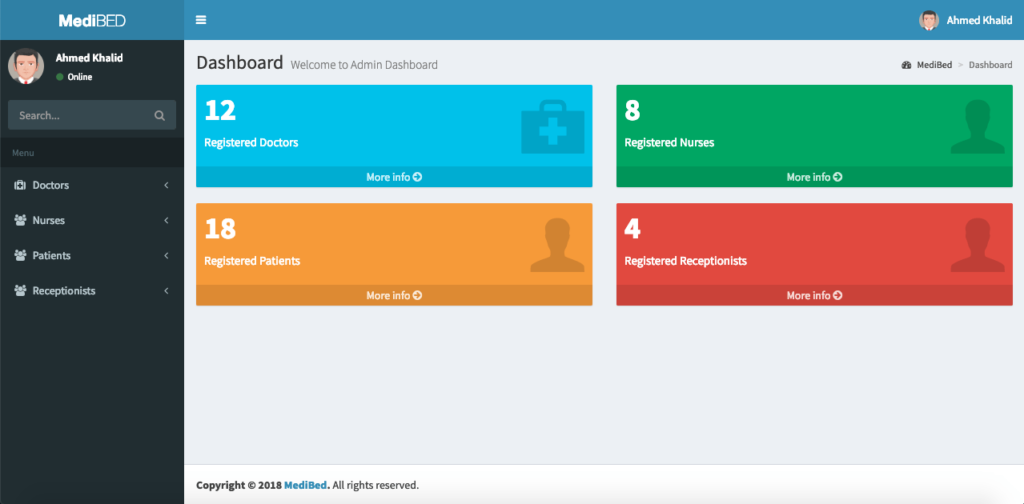 MediBED
Ahmed Khalid
Ahmed Khalid
Online
Search...
Menu
Doctors
Nurses
Patients
Receptionists
Dashboard Welcome to Admin Dashboard
MediBed > Dashboard
12
Registered Doctors
More info
8
Registered Nurses
More info
18
Registered Patients
More info
4
Registered Receptionists
More info
Copyright © 2018 MediBed. All rights reserved.